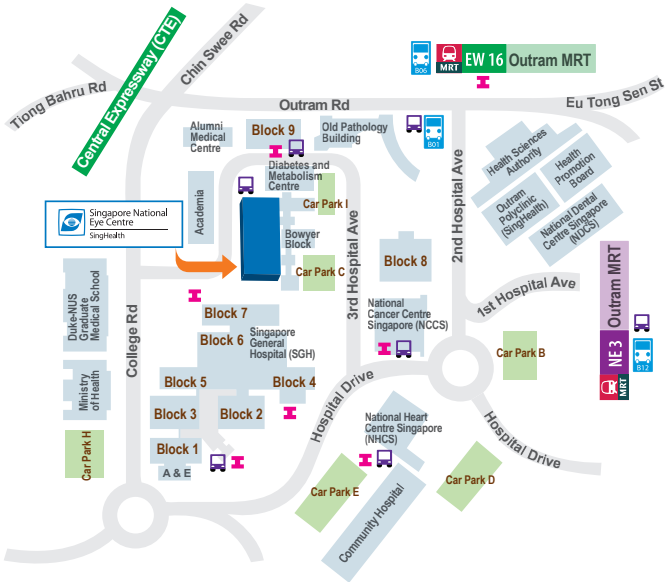 Central Expressway (CTE)
Chin Swee Rd
Tiong Bahru Rd
B06
MRT
EW 16
Outram MRT
Outram Rd
Eu Tong Sen St
Alumni
Medical
Centre
Block 9
Old Pathology
Building
B01
Health Sciences
Authority
Health
Promotion
Board
Outram
Polyclinic
(SingHealth)
National Dental
Centre Singapore
(NDCS)
Diabetes and
Metabolism
Centre
Car Park I
Academia
Singapore National
Eye Centre
SingHealth
Bowyer
Block
Car Park C
3rd Hospital Ave
2nd Hospital Ave
Block 8
1st Hospital Ave
Outram MRT
NE 3
MRT
B12
Duke-NUS
Graduate
Medical School
College Rd
Block 7
Block 6
Singapore
General
Hospital (SGH)
National
Cancer Centre
Singapore (NCCS)
Car Park B
Ministry
of Health
Block 5
Block 4
Block 3
Block 2
Hospital Drive
Block 1
A & E
Car Park H
National Heart
Centre Singapore
(NHCS)
Hospital Drive
Car Park E
Community Hospital
Car Park D